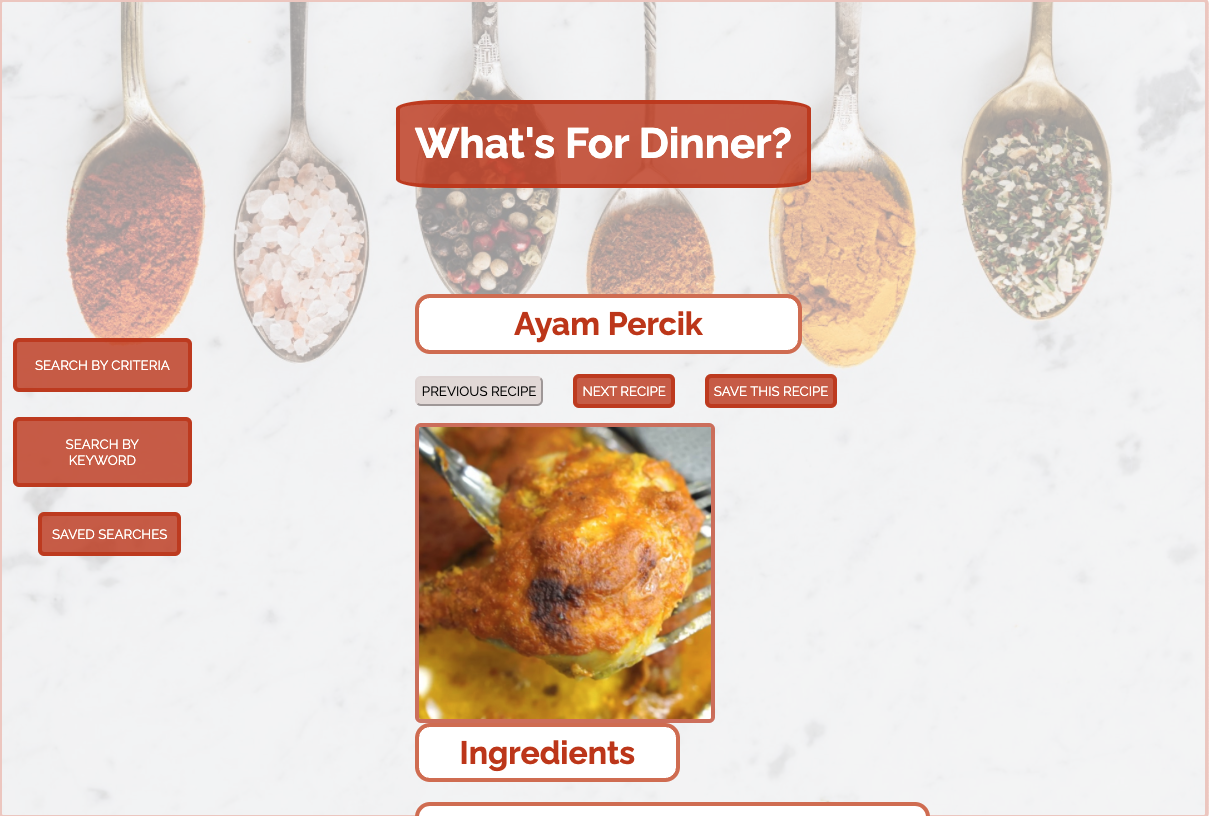 What's For Dinner?
Ayam Percik
SEARCH BY CRITERIA
PREVIOUS RECIPE
NEXT RECIPE
SAVE THIS RECIPE
SEARCH BY
KEYWORD
SAVED SEARCHES
Ingredients